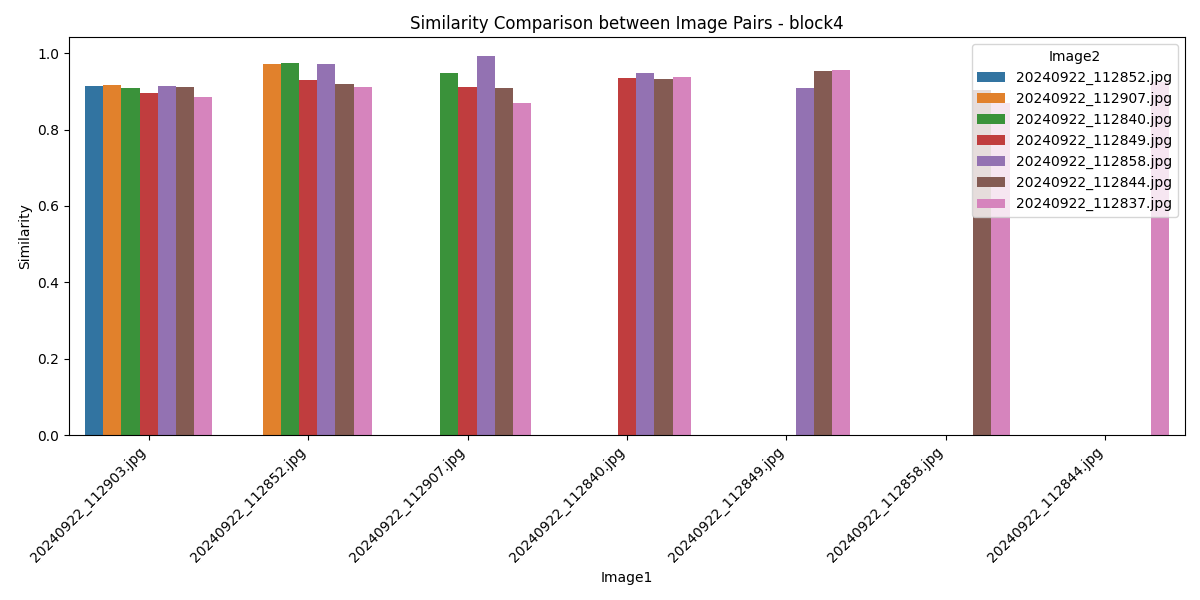 Similarity Comparison between Image Pairs - block4
Similarity
1.0
0.8
0.6
0.4
0.2
0.0
Image2
20240922_112852.jpg
20240922_112907.jpg
20240922_112840.jpg
20240922_112849.jpg
20240922_112858.jpg
20240922_112844.jpg
20240922_112837.jpg
20240922_112903.jpg
20240922_112852.jpg
20240922_112907.jpg
20240922_112840.jpg
20240922_112849.jpg
20240922_112858.jpg
20240922_112844.jpg
Image1